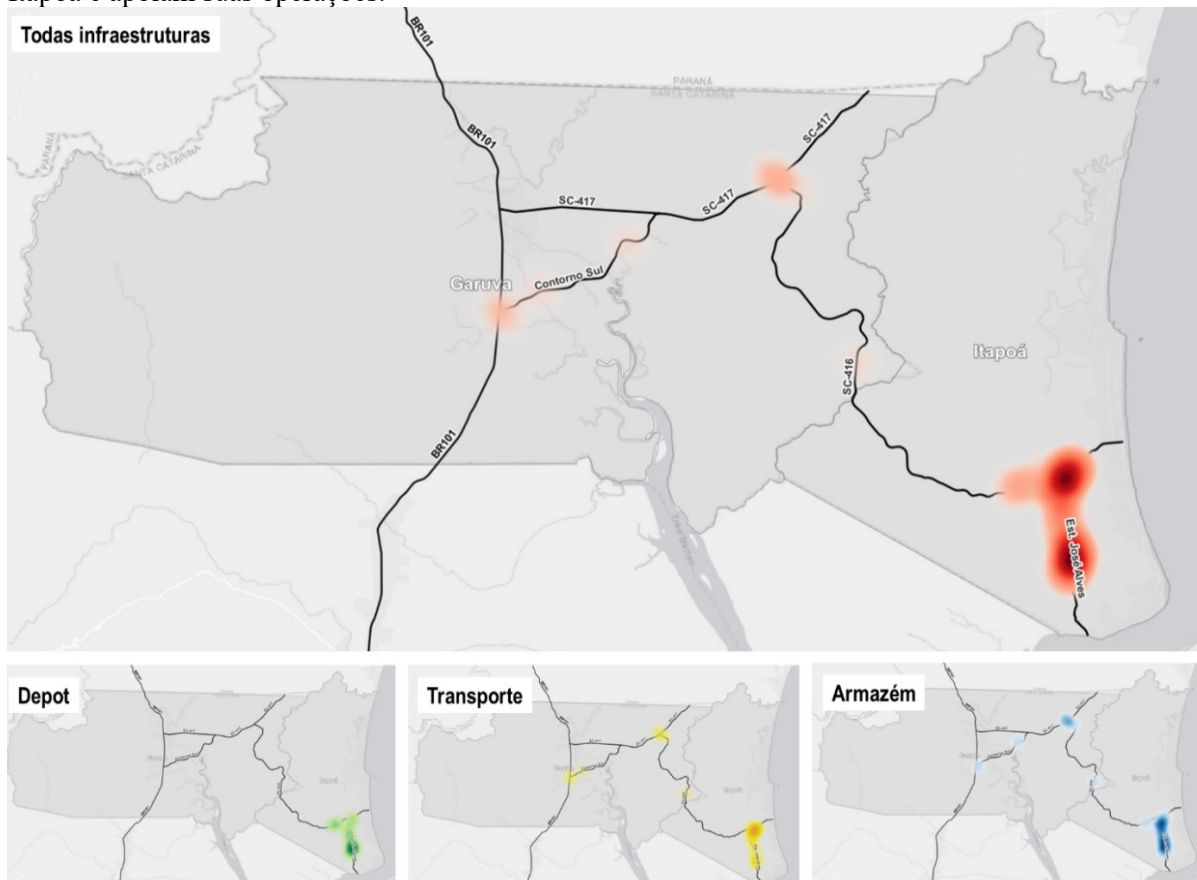 Itapoá e apoiam suas operações.
Todas infraestruturas
BR101
PARANÁ
SANTA CATARINA
BR101
SC-417
PARANÁ
SANTA CATARINA
SC-417
SC-417
Garuva
Contorno Sul
Itapoá
SC-416
BR101
Est. José Alves
Depot
Transporte
Armazém